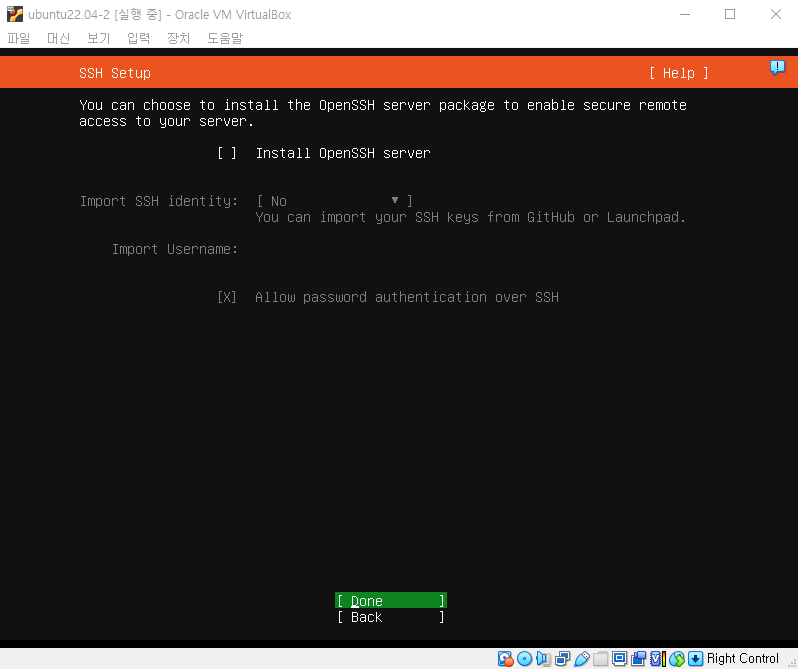 ubuntu22.04-2 [실행 중] - Oracle VM VirtualBox
파일 머신 보기 입력 장치 도움말
SSH Setup [ Help ]
You can choose to install the OpenSSH server package to enable secure remote
access to your server.
[ ] Install OpenSSH server
Import SSH identity: [ No ▾ ]
You can import your SSH keys from GitHub or Launchpad.
Import Username:
[X] Allow password authentication over SSH
[ Done ]
[ Back ]
Right Control